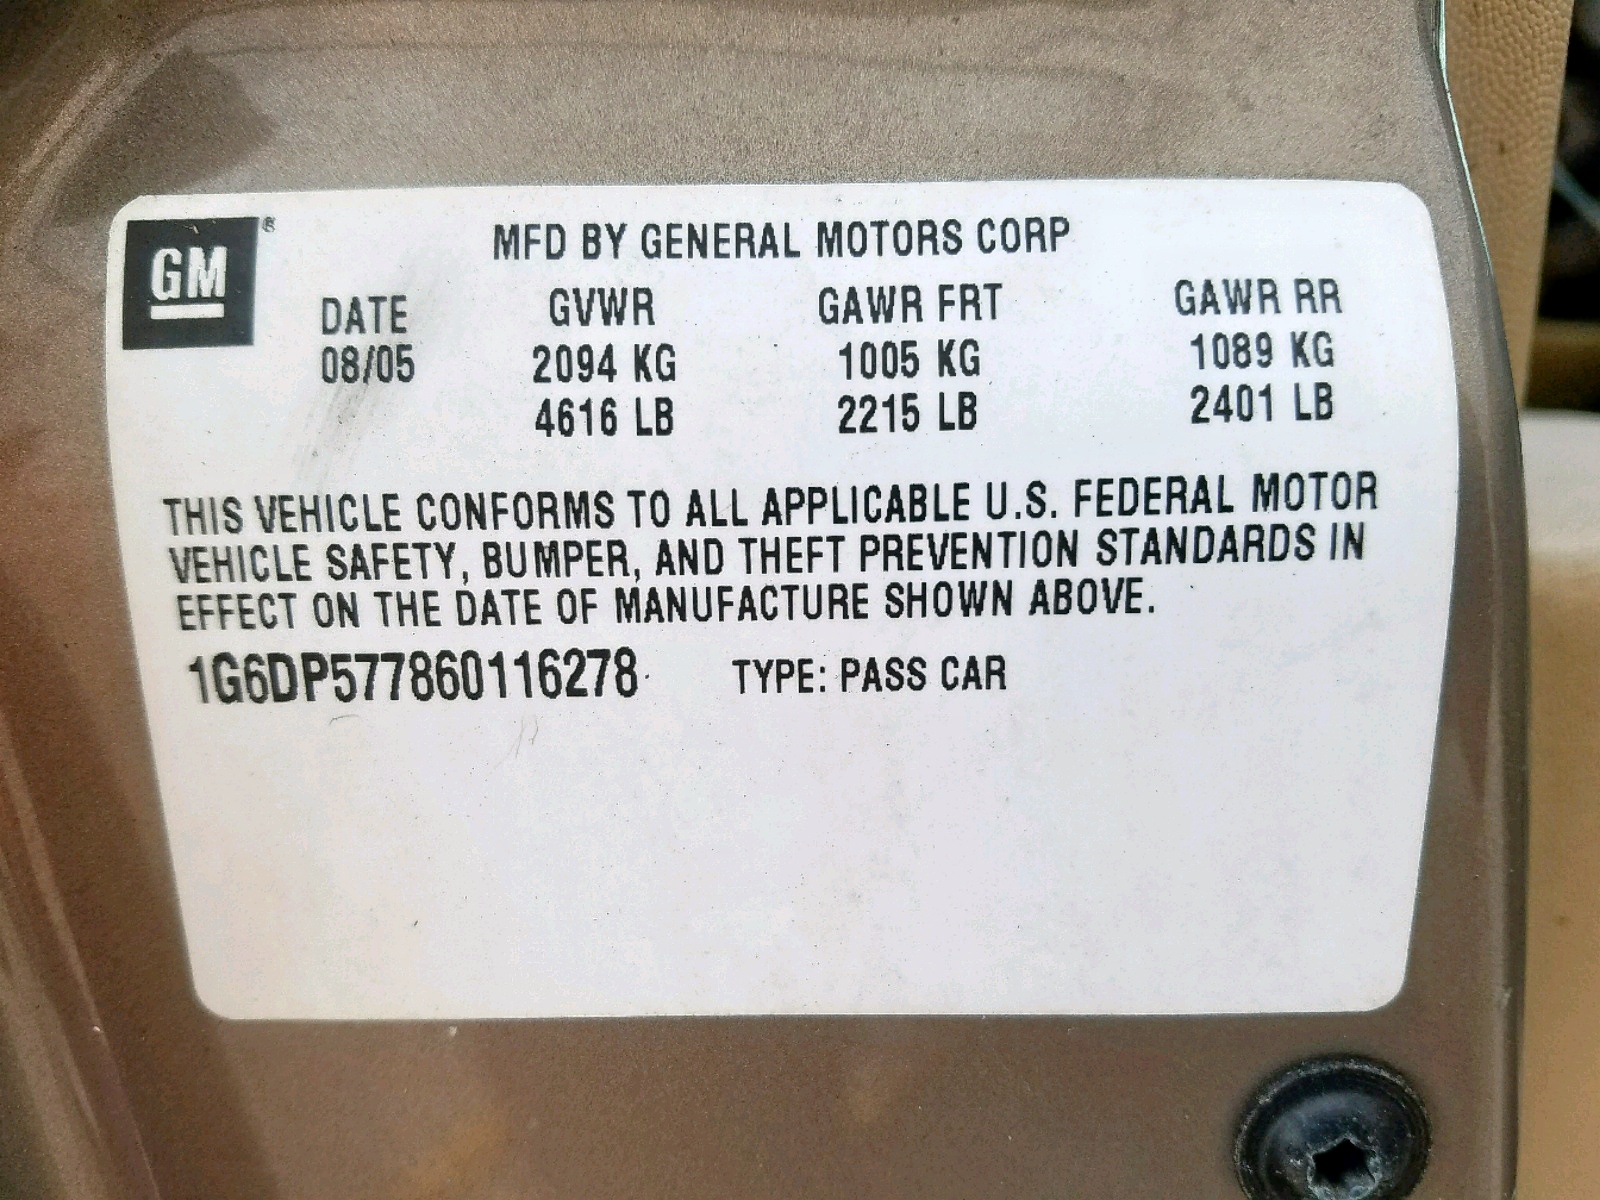 GM®
MFD BY GENERAL MOTORS CORP
DATE GVWR GAWR FRT GAWR RR
08/05 2094 KG 1005 KG 1089 KG
4616 LB 2215 LB 2401 LB
THIS VEHICLE CONFORMS TO ALL APPLICABLE U.S. FEDERAL MOTOR
VEHICLE SAFETY, BUMPER, AND THEFT PREVENTION STANDARDS IN
EFFECT ON THE DATE OF MANUFACTURE SHOWN ABOVE.
1G6DP577860116278 TYPE: PASS CAR